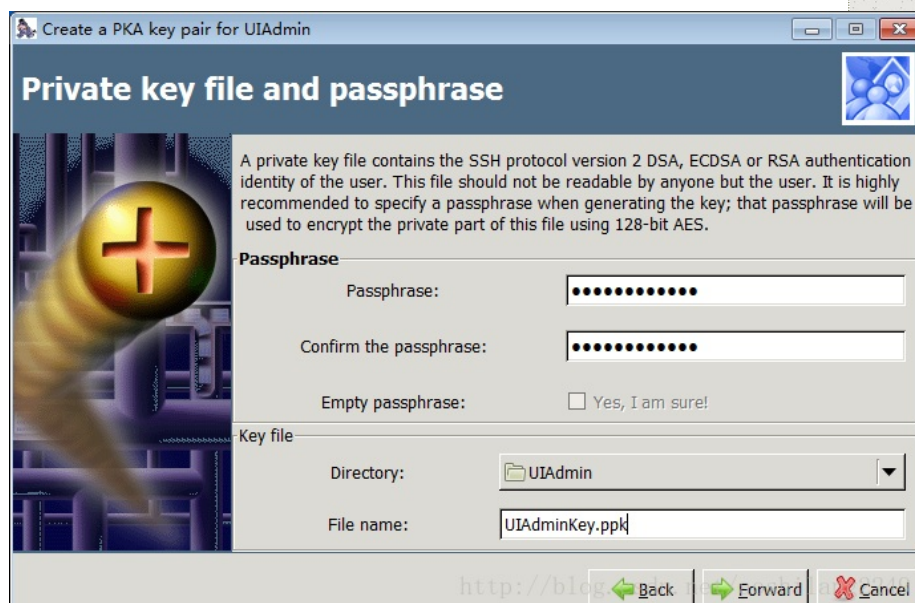 Create a PKA key pair for UIAdmin
Private key file and passphrase
A private key file contains the SSH protocol version 2 DSA, ECDSA or RSA authentication
identity of the user. This file should not be readable by anyone but the user. It is highly
recommended to specify a passphrase when generating the key; that passphrase will be
used to encrypt the private part of this file using 128-bit AES.
Passphrase
Passphrase: ●●●●●●●●●●●●
Confirm the passphrase: ●●●●●●●●●●●●
Empty passphrase: Yes, I am sure!
Key file
Directory: UIAdmin
File name: UIAdminKey.ppk
http://blog
Back Forward Cancel